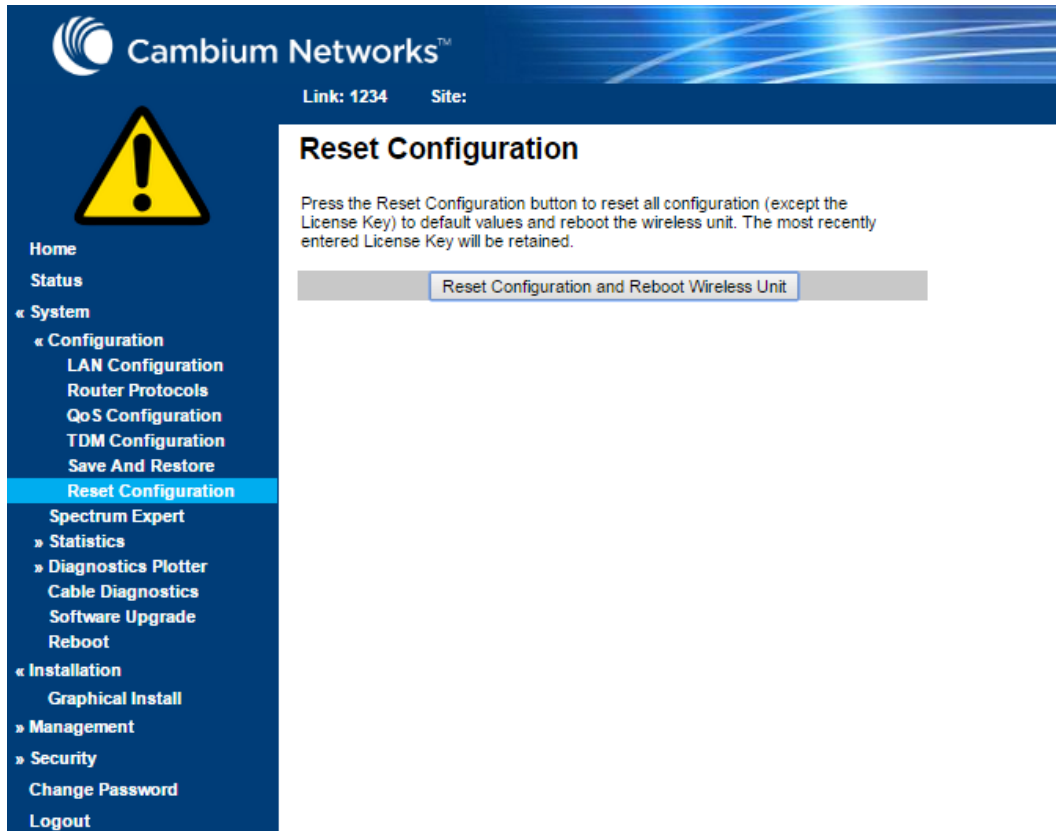 Cambium Networks™
Link: 1234 Site:
Home
Status
« System
« Configuration
LAN Configuration
Router Protocols
QoS Configuration
TDM Configuration
Save And Restore
Reset Configuration
Spectrum Expert
» Statistics
» Diagnostics Plotter
Cable Diagnostics
Software Upgrade
Reboot
« Installation
Graphical Install
» Management
» Security
Change Password
Logout
Reset Configuration
Press the Reset Configuration button to reset all configuration (except the
License Key) to default values and reboot the wireless unit. The most recently
entered License Key will be retained.
Reset Configuration and Reboot Wireless Unit